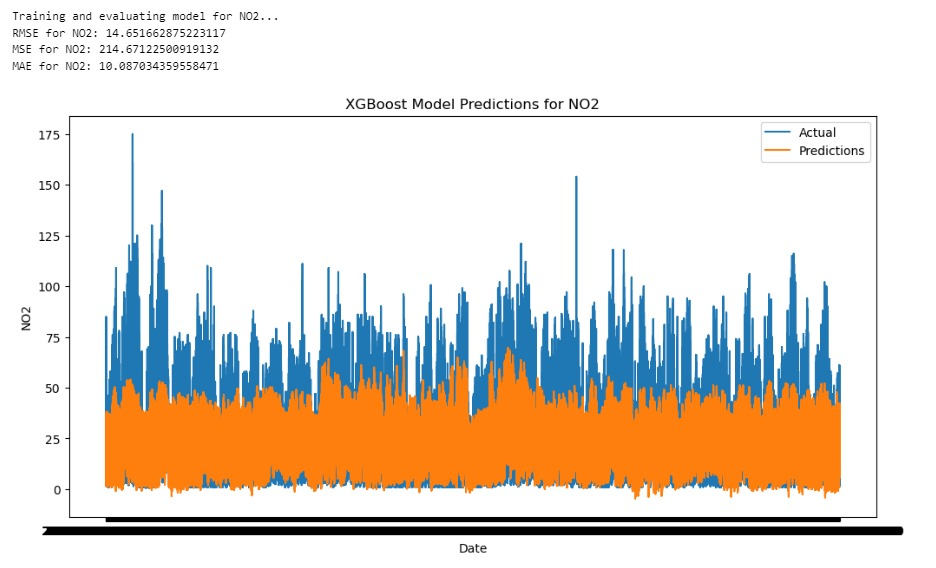 Training and evaluating model for NO2...
RMSE for NO2: 14.651662875223117
MSE for NO2: 214.67122500919132
MAE for NO2: 10.087034359558471
XGBoost Model Predictions for NO2
Actual
Predictions
175
150
125
100
75
50
25
0
NO2
Date